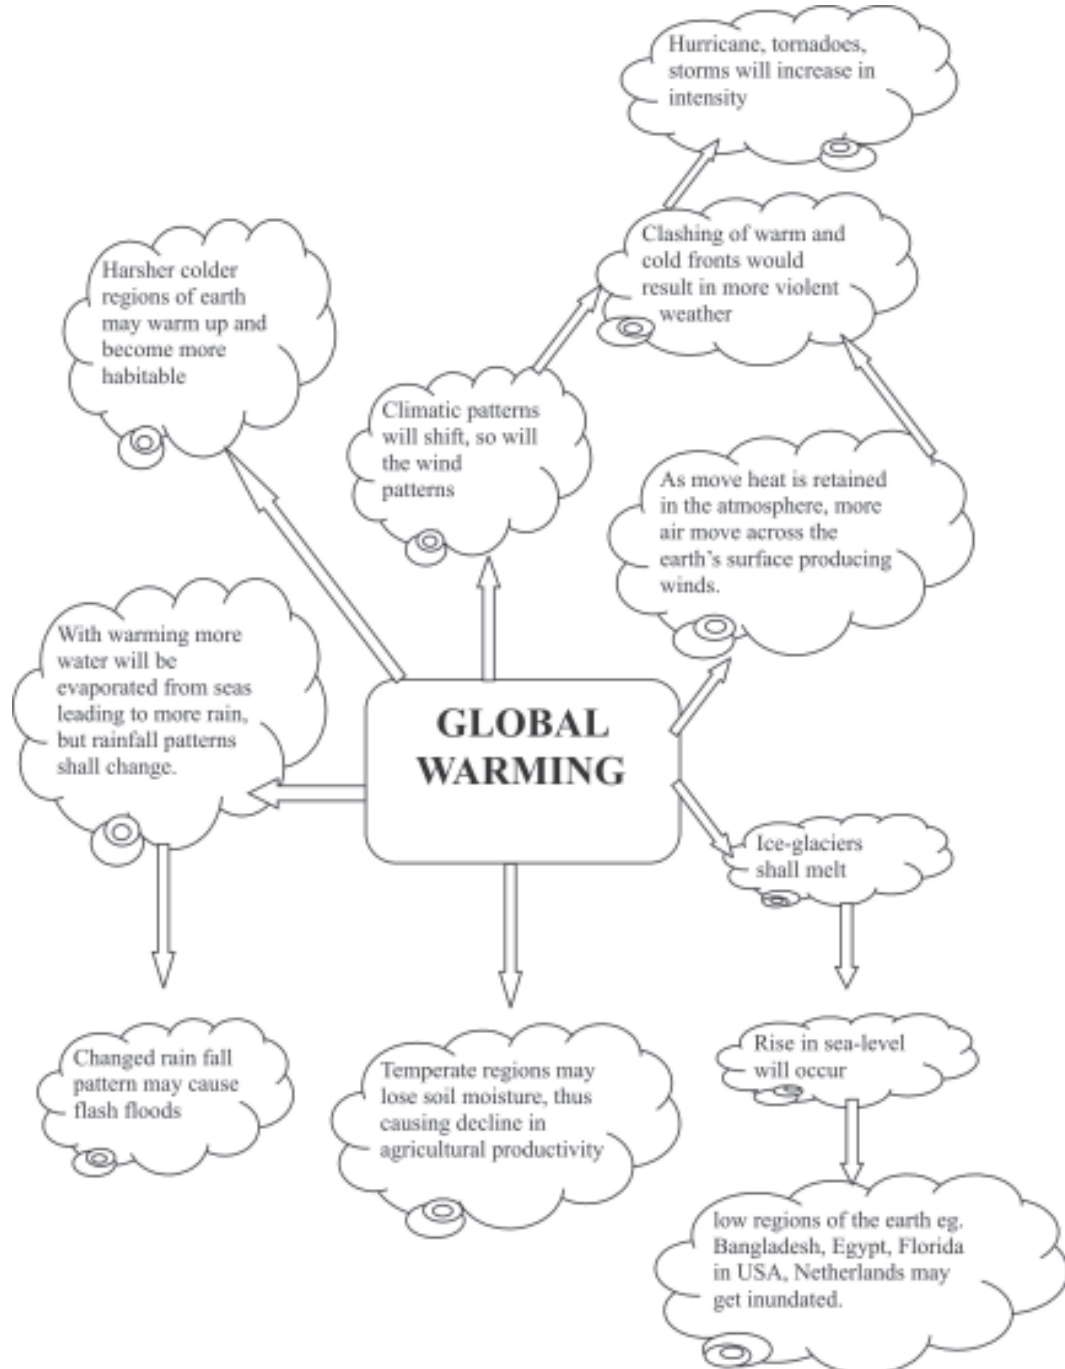 Hurricane, tornadoes,
storms will increase in
intensity
Clashing of warm and
cold fronts would
result in more violent
weather
Harsher colder
regions of earth
may warm up and
become more
habitable
Climatic patterns
will shift, so will
the wind
patterns
As move heat is retained
in the atmosphere, more
air move across the
earth's surface producing
winds.
With warming more
water will be
evaporated from seas
leading to more rain,
but rainfall patterns
shall change.
GLOBAL
WARMING
Ice-glaciers
shall melt
Changed rain fall
pattern may cause
flash floods
Temperate regions may
lose soil moisture, thus
causing decline in
agricultural productivity
Rise in sea-level
will occur
low regions of the earth eg.
Bangladesh, Egypt, Florida
in USA, Netherlands may
get inundated.